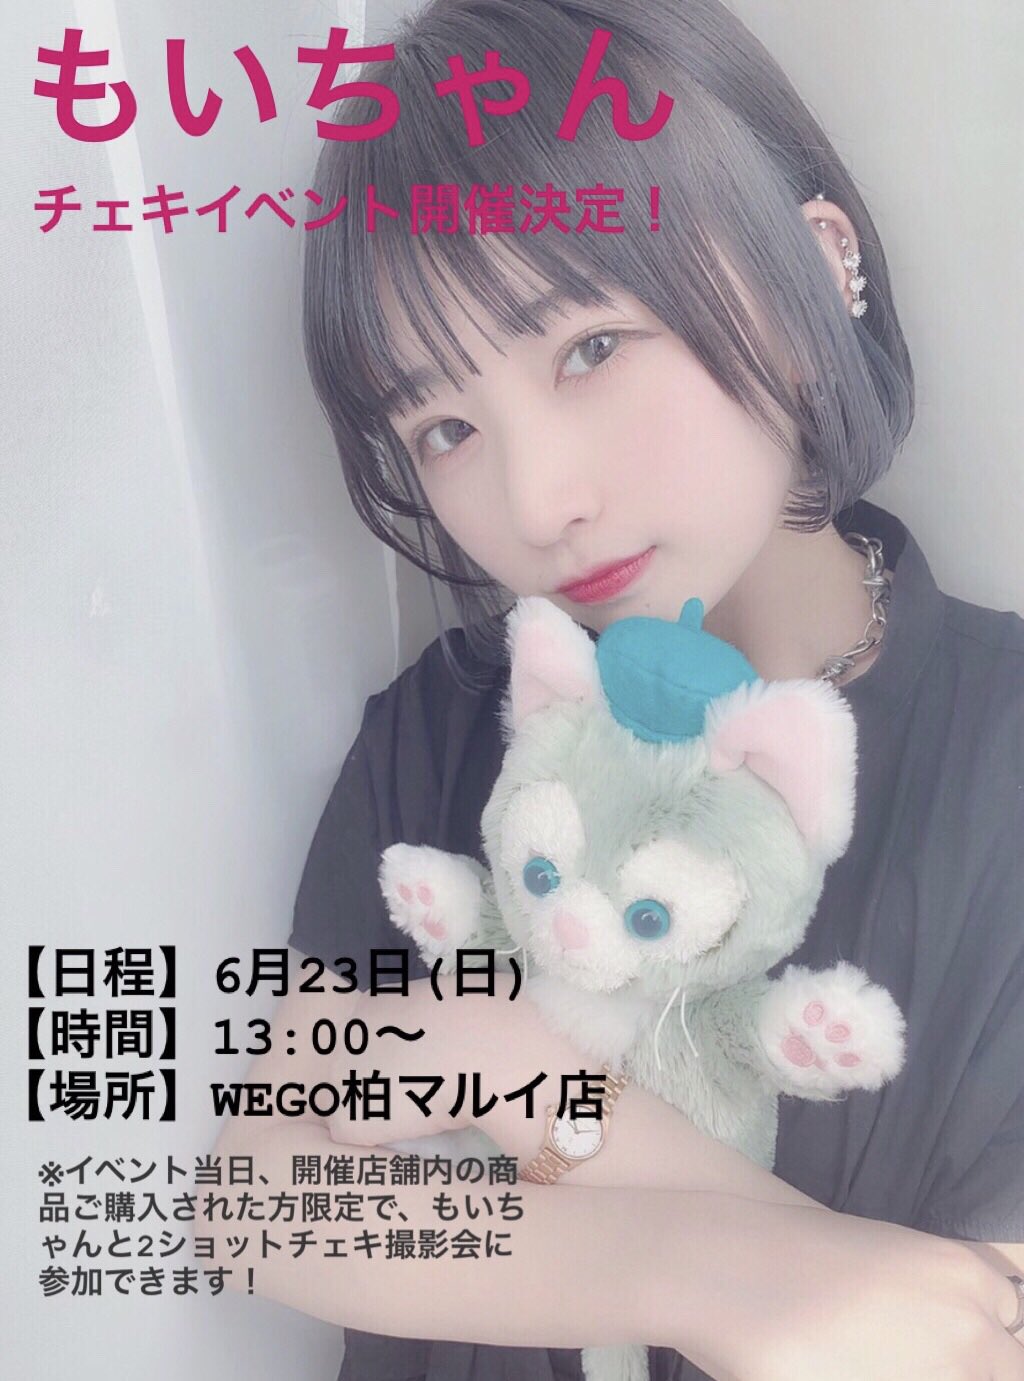 もいちゃん
チェキイベント開催決定！
【日程】6月23日(日)
【時間】13:00〜
【場所】WEGO柏マルイ店
※イベント当日、開催店舗内の商
品ご購入された方限定で、もいち
ゃんと2ショットチェキ撮影会に
参加できます！